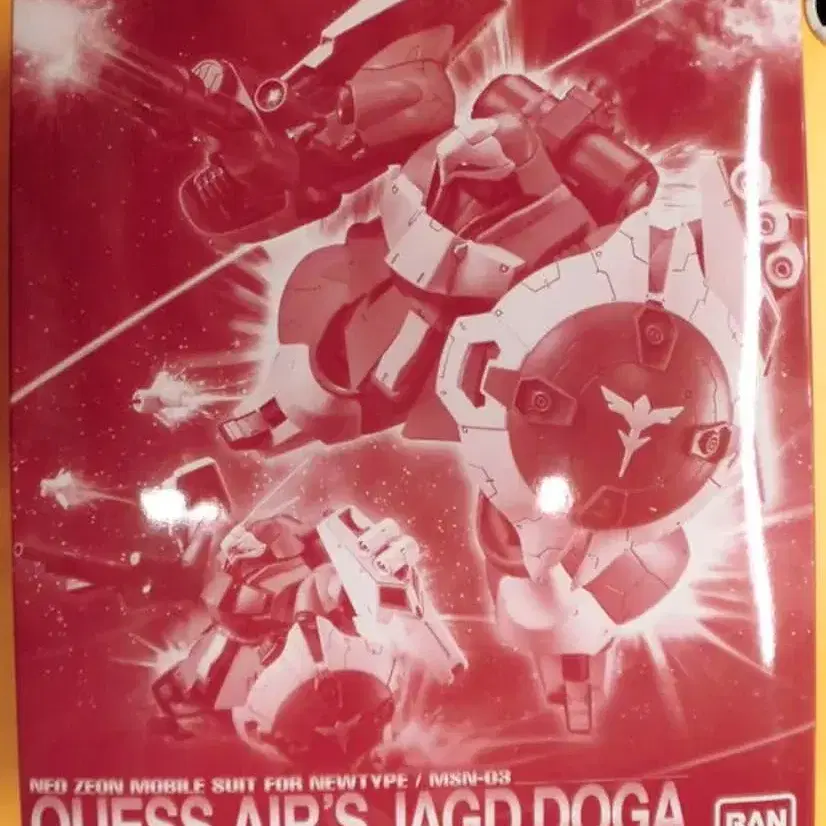 NEO ZEON MOBILE SUIT FOR NEWTYPE / MSN-03
QUESS AIR'S JAGD DOGA
BAN